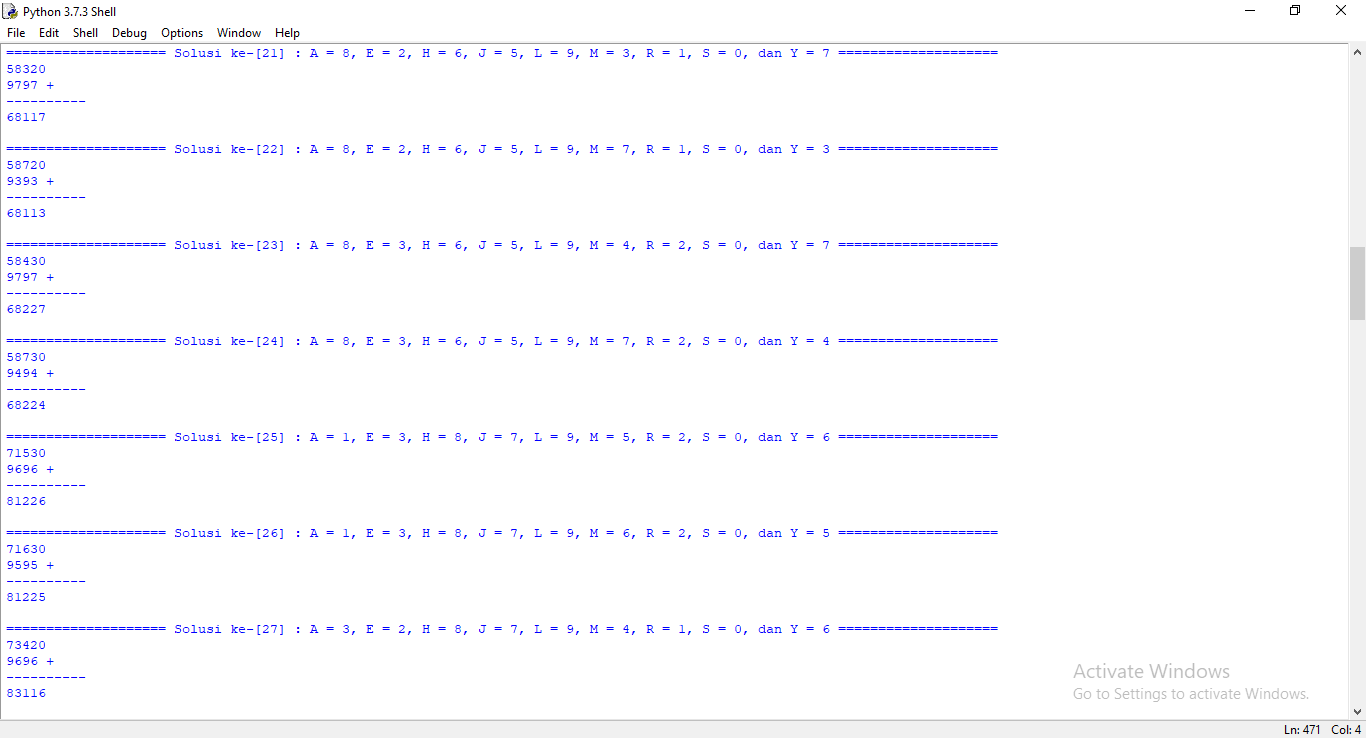 Python 3.7.3 Shell
File Edit Shell Debug Options Window Help
==================== Solusi ke-[21] : A = 8, E = 2, H = 6, J = 5, L = 9, M = 3, R = 1, S = 0, dan Y = 7 ====================
58320
9797 +
----------
68117
==================== Solusi ke-[22] : A = 8, E = 2, H = 6, J = 5, L = 9, M = 7, R = 1, S = 0, dan Y = 3 ====================
58720
9393 +
----------
68113
==================== Solusi ke-[23] : A = 8, E = 3, H = 6, J = 5, L = 9, M = 4, R = 2, S = 0, dan Y = 7 ====================
58430
9797 +
----------
68227
==================== Solusi ke-[24] : A = 8, E = 3, H = 6, J = 5, L = 9, M = 7, R = 2, S = 0, dan Y = 4 ====================
58730
9494 +
----------
68224
==================== Solusi ke-[25] : A = 1, E = 3, H = 8, J = 7, L = 9, M = 5, R = 2, S = 0, dan Y = 6 ====================
71530
9696 +
----------
81226
==================== Solusi ke-[26] : A = 1, E = 3, H = 8, J = 7, L = 9, M = 6, R = 2, S = 0, dan Y = 5 ====================
71630
9595 +
----------
81225
==================== Solusi ke-[27] : A = 3, E = 2, H = 8, J = 7, L = 9, M = 4, R = 1, S = 0, dan Y = 6 ====================
73420
9696 +
----------
83116
Activate Windows
Go to Settings to activate Windows.
Ln: 471 Col: 4